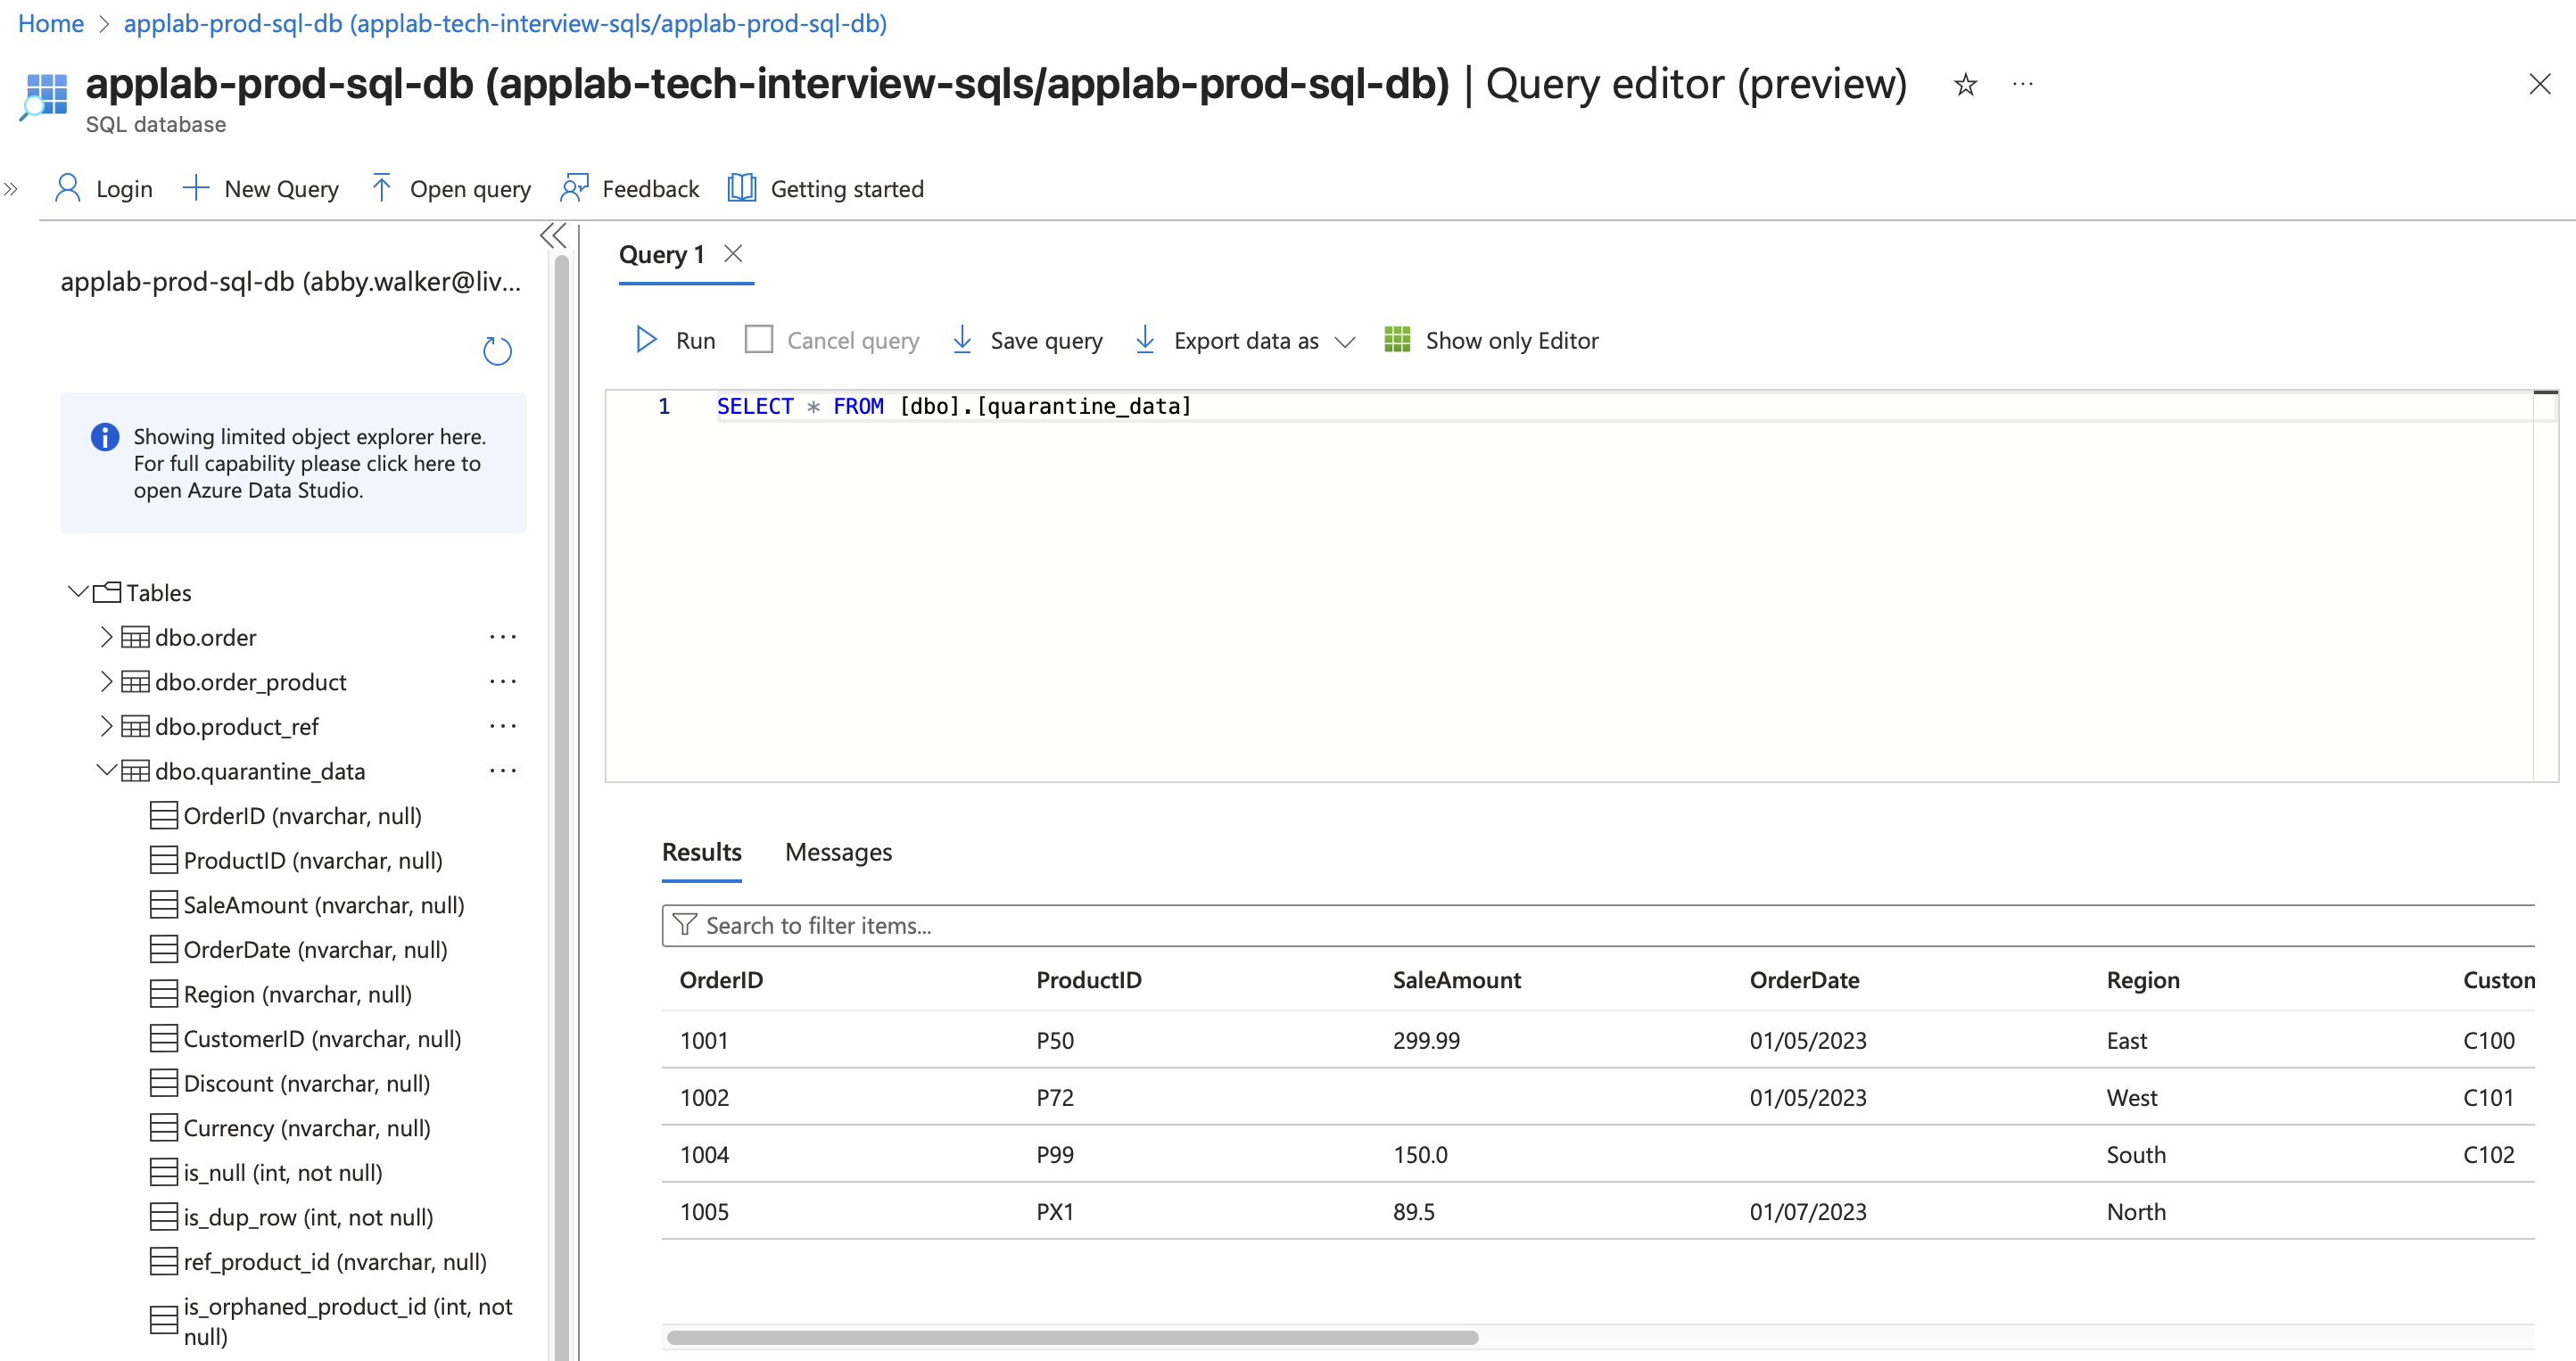 Home > applab-prod-sql-db (applab-tech-interview-sqls/applab-prod-sql-db)
applab-prod-sql-db (applab-tech-interview-sqls/applab-prod-sql-db) | Query editor (preview)
SQL database
Login New Query Open query Feedback Getting started
applab-prod-sql-db (abby.walker@liv...
Showing limited object explorer here.
For full capability please click here to
open Azure Data Studio.
Tables
dbo.order
dbo.order_product
dbo.product_ref
dbo.quarantine_data
OrderID (nvarchar, null)
ProductID (nvarchar, null)
SaleAmount (nvarchar, null)
OrderDate (nvarchar, null)
Region (nvarchar, null)
CustomerID (nvarchar, null)
Discount (nvarchar, null)
Currency (nvarchar, null)
is_null (int, not null)
is_dup_row (int, not null)
ref_product_id (nvarchar, null)
is_orphaned_product_id (int, not
null)
Query 1
Run Cancel query Save query Export data as Show only Editor
1 SELECT * FROM [dbo].[quarantine_data]
Results Messages
Search to filter items...
OrderID ProductID SaleAmount OrderDate Region Custom
1001 P50 299.99 01/05/2023 East C100
1002 P72 01/05/2023 West C101
1004 P99 150.0 South C102
1005 PX1 89.5 01/07/2023 North